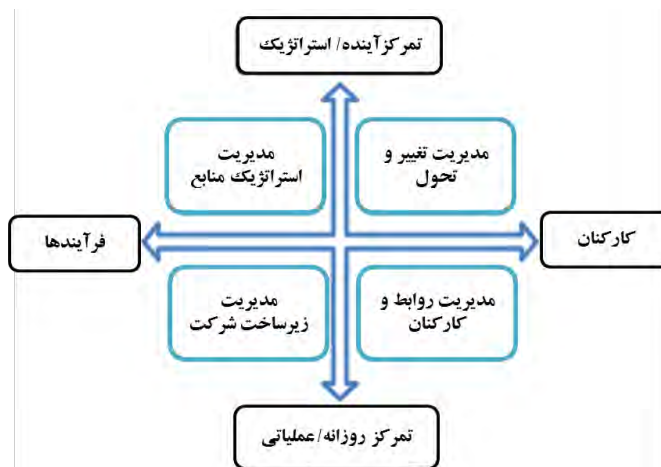 تمرکزآینده/ استراتژیک
مدیریت تغییر و
تحول
مدیریت
استراتژیک منابع
کارکنان
فرآیندها
مدیریت روابط و
کارکنان
مدیریت
زیرساخت شرکت
تمرکز روزانه/عملیاتی